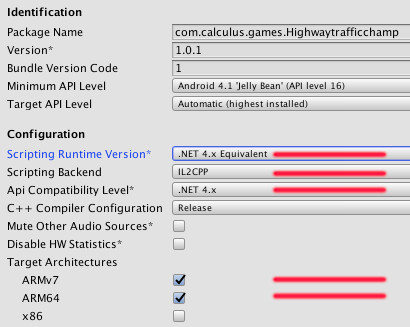 Identification
Package Name com.calculus.games.Highwaytrafficchamp
Version* 1.0.1
Bundle Version Code 1
Minimum API Level Android 4.1 'Jelly Bean' (API level 16)
Target API Level Automatic (highest installed)
Configuration
Scripting Runtime Version* .NET 4.x Equivalent
Scripting Backend IL2CPP
Api Compatibility Level* .NET 4.x
C++ Compiler Configuration Release
Mute Other Audio Sources*
Disable HW Statistics*
Target Architectures
ARMv7
ARM64
x86